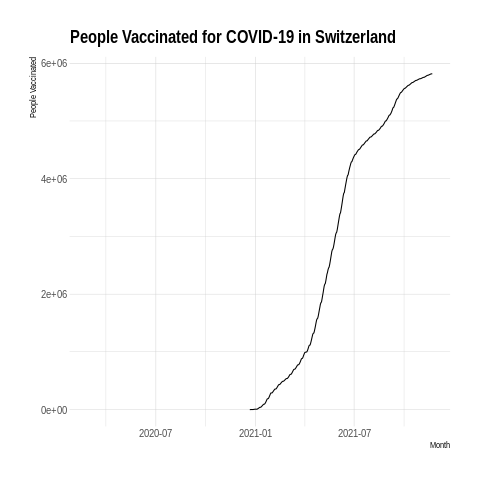 People Vaccinated for COVID-19 in Switzerland
People Vaccinated
6e+06
4e+06
2e+06
0e+00
2020-07
2021-01
2021-07
Month